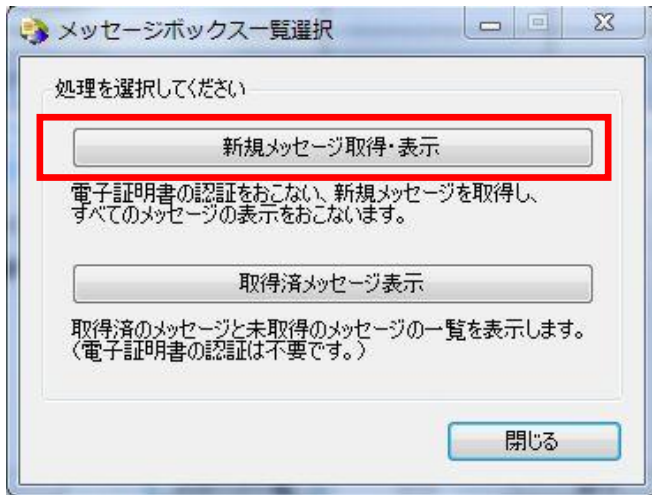 メッセージボックス一覧選択
処理を選択してください
新規メッセージ取得・表示
電子証明書の認証をおこない、新規メッセージを取得し、
すべてのメッセージの表示をおこないます。
取得済メッセージ表示
取得済のメッセージと未取得のメッセージの一覧を表示します。
（電子証明書の認証は不要です。）
閉じる